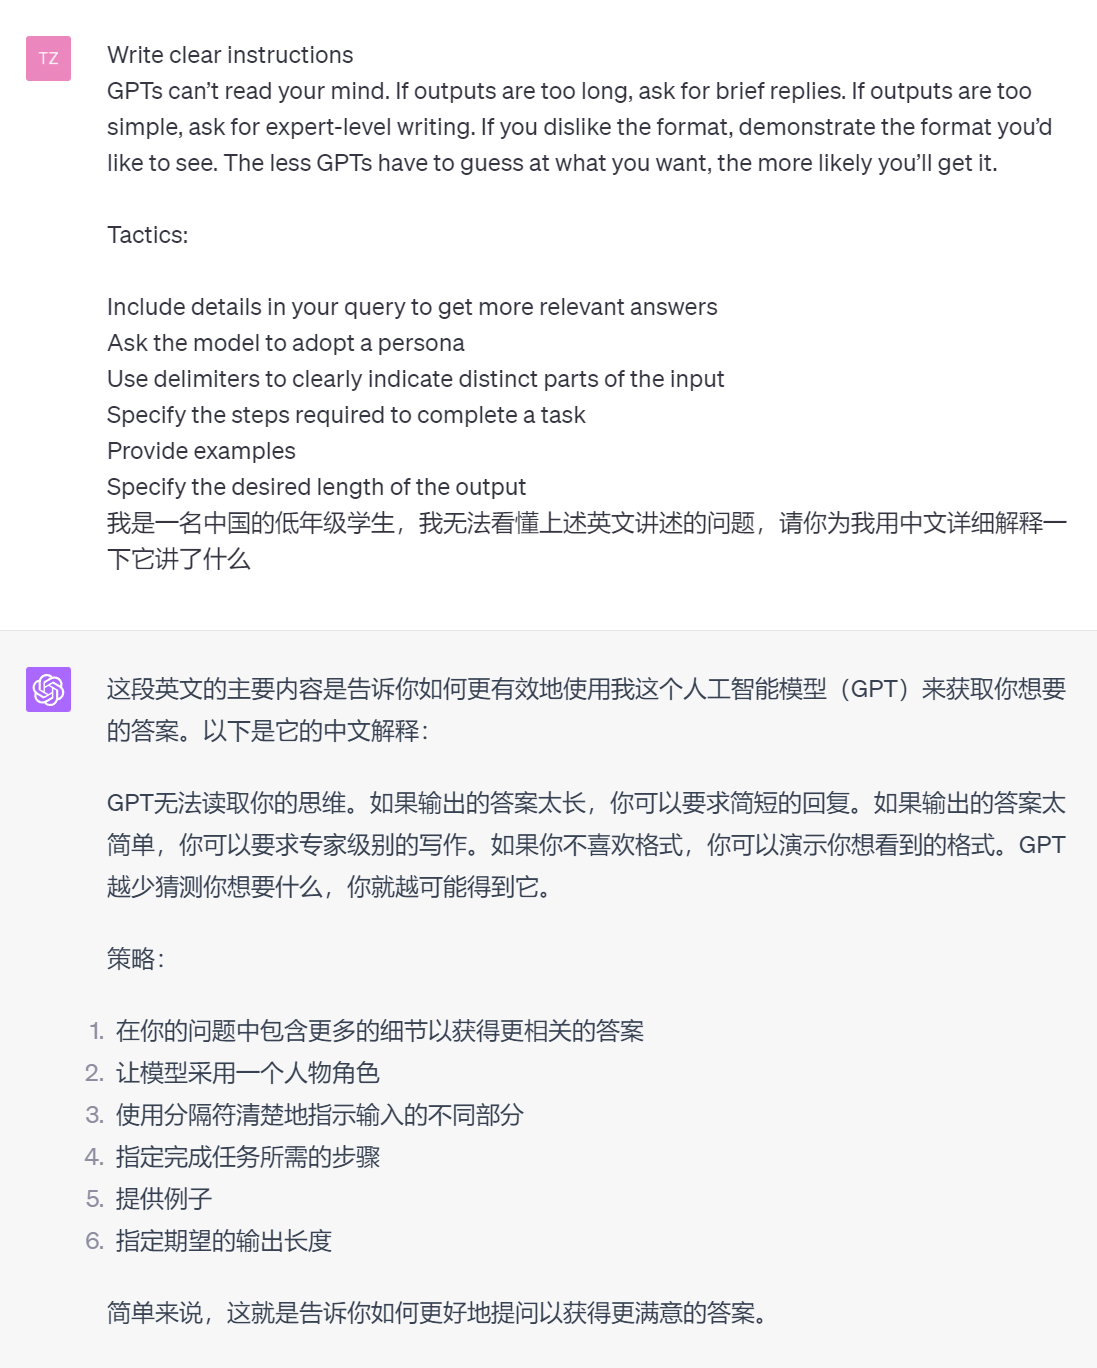 TZ
Write clear instructions
GPTs can’t read your mind. If outputs are too long, ask for brief replies. If outputs are too
simple, ask for expert-level writing. If you dislike the format, demonstrate the format you’d
like to see. The less GPTs have to guess at what you want, the more likely you’ll get it.
Tactics:
Include details in your query to get more relevant answers
Ask the model to adopt a persona
Use delimiters to clearly indicate distinct parts of the input
Specify the steps required to complete a task
Provide examples
Specify the desired length of the output
我是一名中国的低年级学生，我无法看懂上述英文讲述的问题，请你为我用中文详细解释一
下它讲了什么
这段英文的主要内容是告诉你如何更有效地使用我这个人工智能模型（GPT）来获取你想要
的答案。以下是它的中文解释：
GPT无法读取你的思维。如果输出的答案太长，你可以要求简短的回复。如果输出的答案太
简单，你可以要求专家级别的写作。如果你不喜欢格式，你可以演示你想看到的格式。GPT
越少猜测你想要什么，你就越可能得到它。
策略：
1. 在你的问题中包含更多的细节以获得更相关的答案
2. 让模型采用一个人物角色
3. 使用分隔符清楚地指示输入的不同部分
4. 指定完成任务所需的步骤
5. 提供例子
6. 指定期望的输出长度
简单来说，这就是告诉你如何更好地提问以获得更满意的答案。